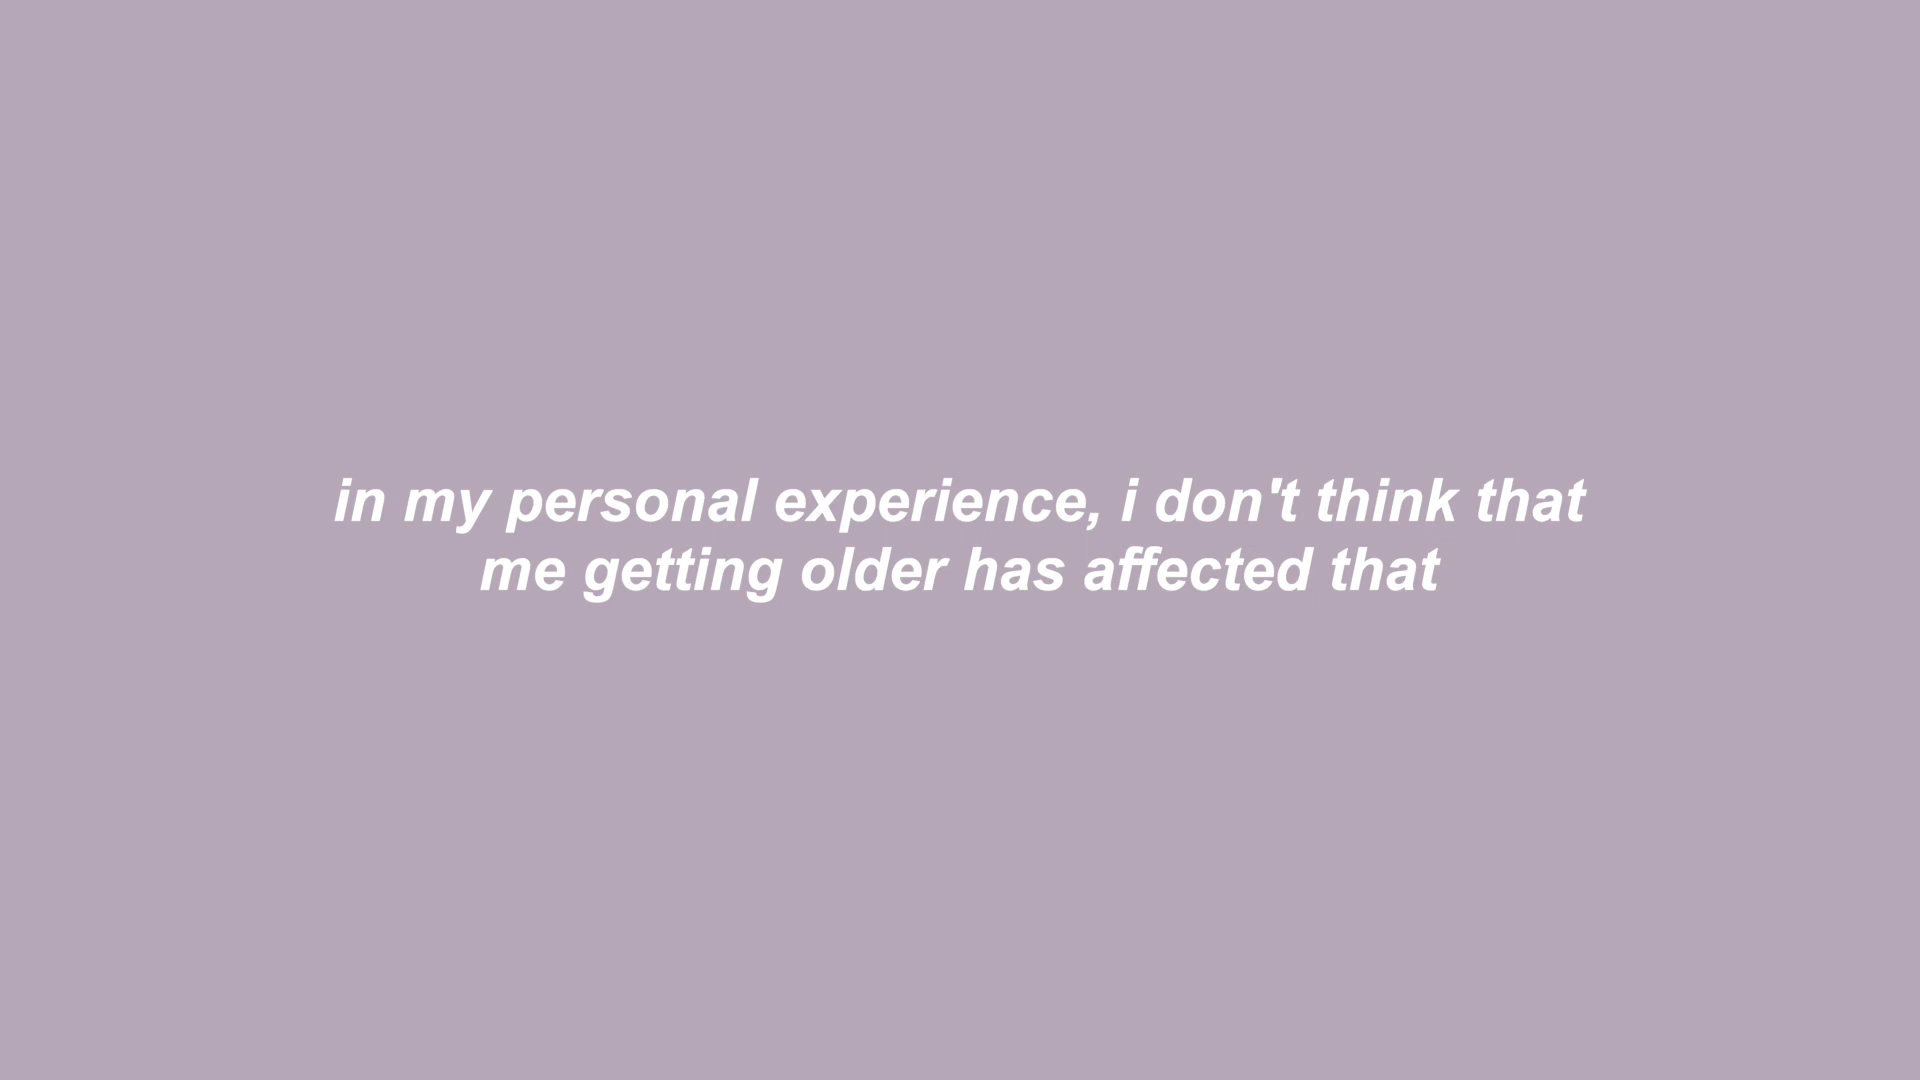 in my personal experience, i don't think that
me getting older has affected that